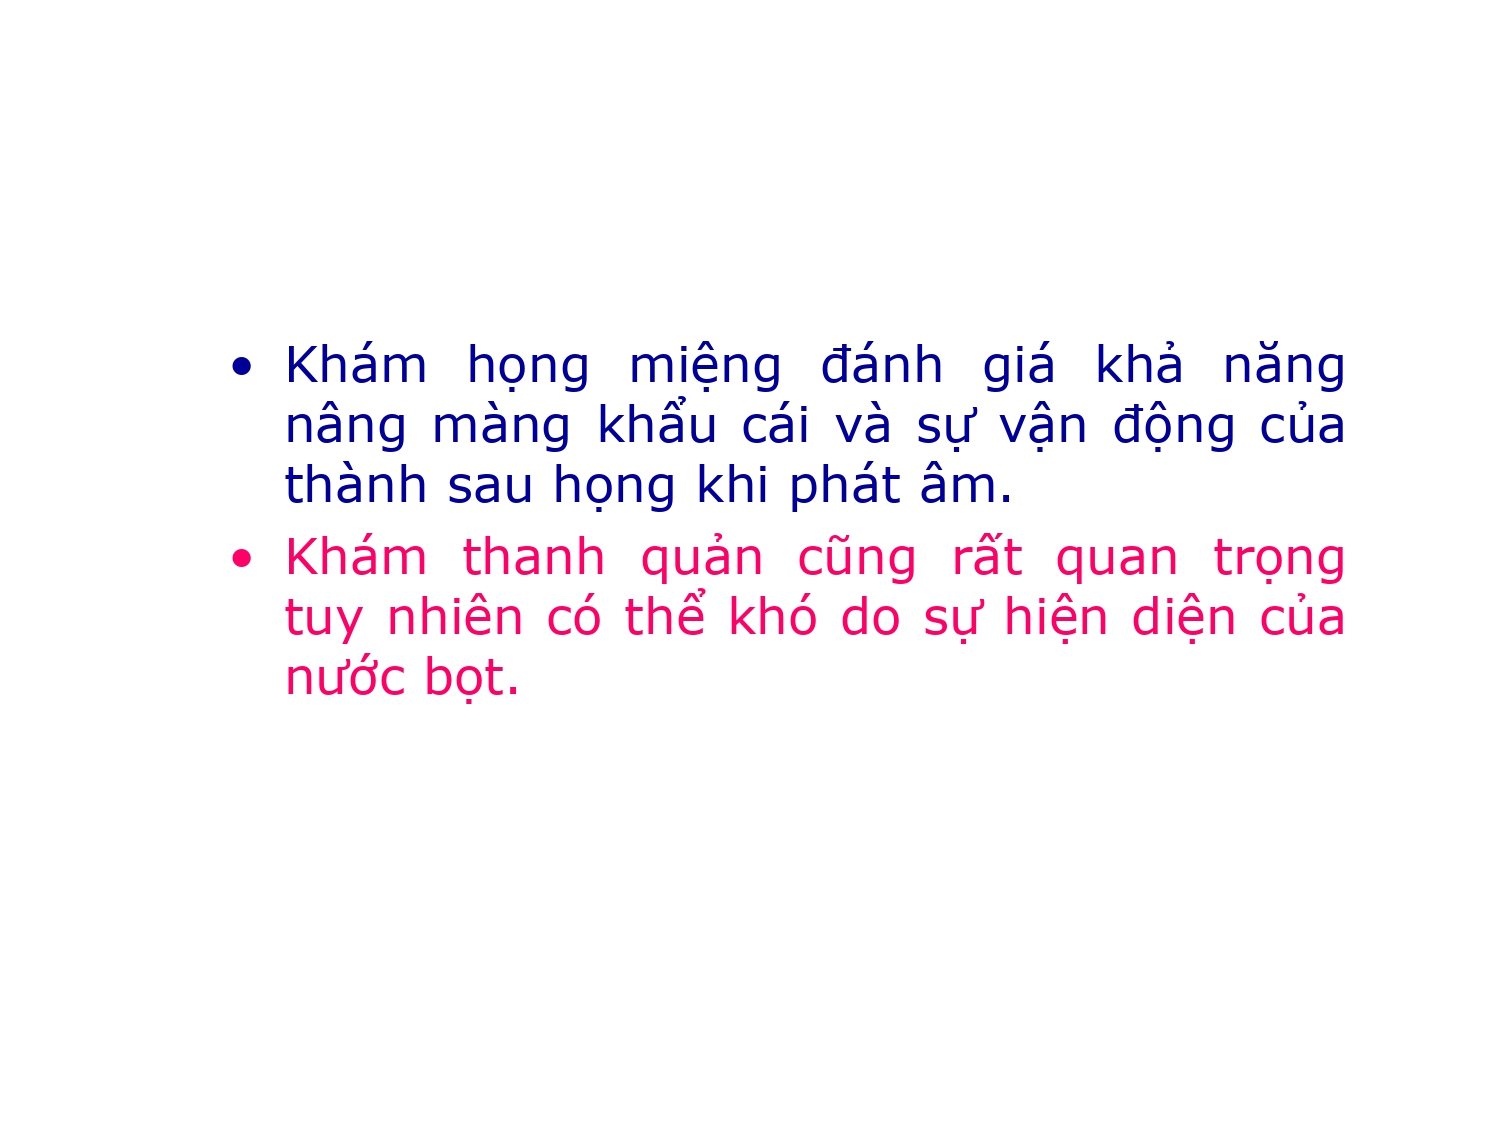 • Khám họng miệng đánh giá khả năng
nâng màng khẩu cái và sự vận động của
thành sau họng khi phát âm.
• Khám thanh quản cũng rất quan trọng
tuy nhiên có thể khó do sự hiện diện của
nước bọt.